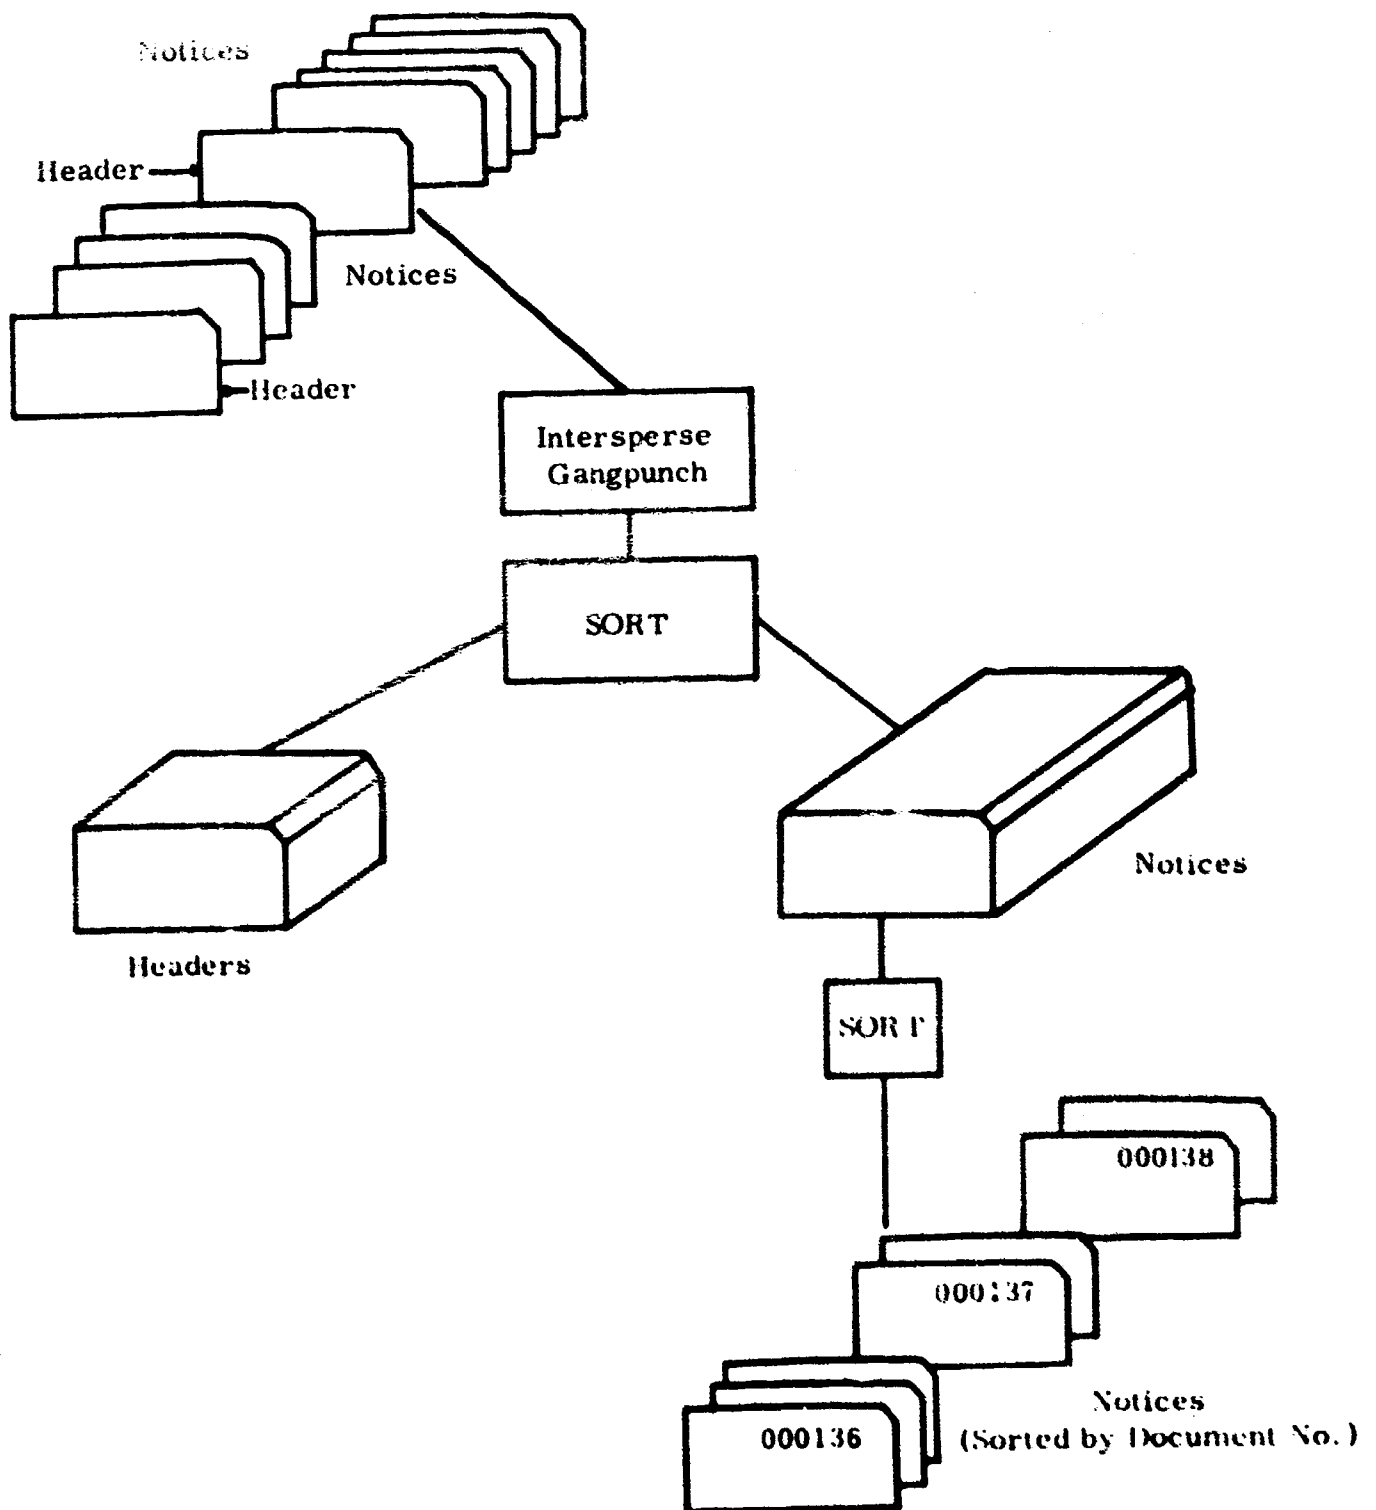 Notices
Header
Notices
Header
Intersperse
Gangpunch
SORT
Headers
Notices
SORT
000138
000137
000136
Notices
(Sorted by Document No.)